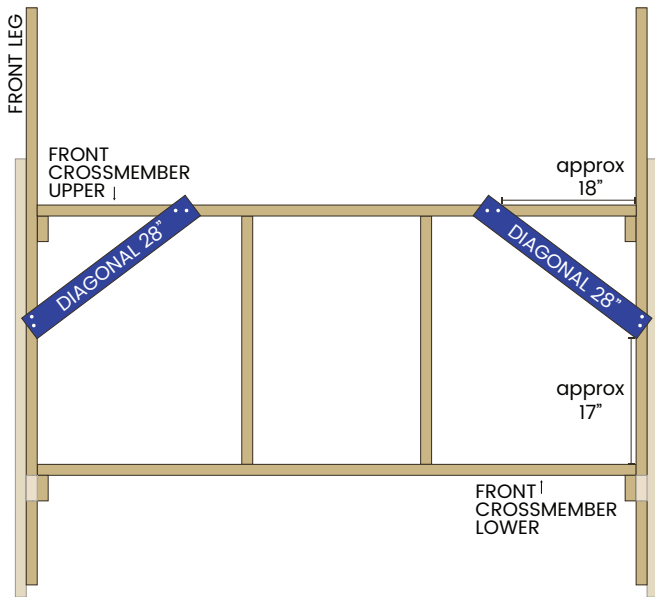 FRONT LEG
FRONT
CROSSMEMBER
UPPER
approx
18"
DIAGONAL 28"
DIAGONAL 28"
approx
17"
FRONT
CROSSMEMBER
LOWER